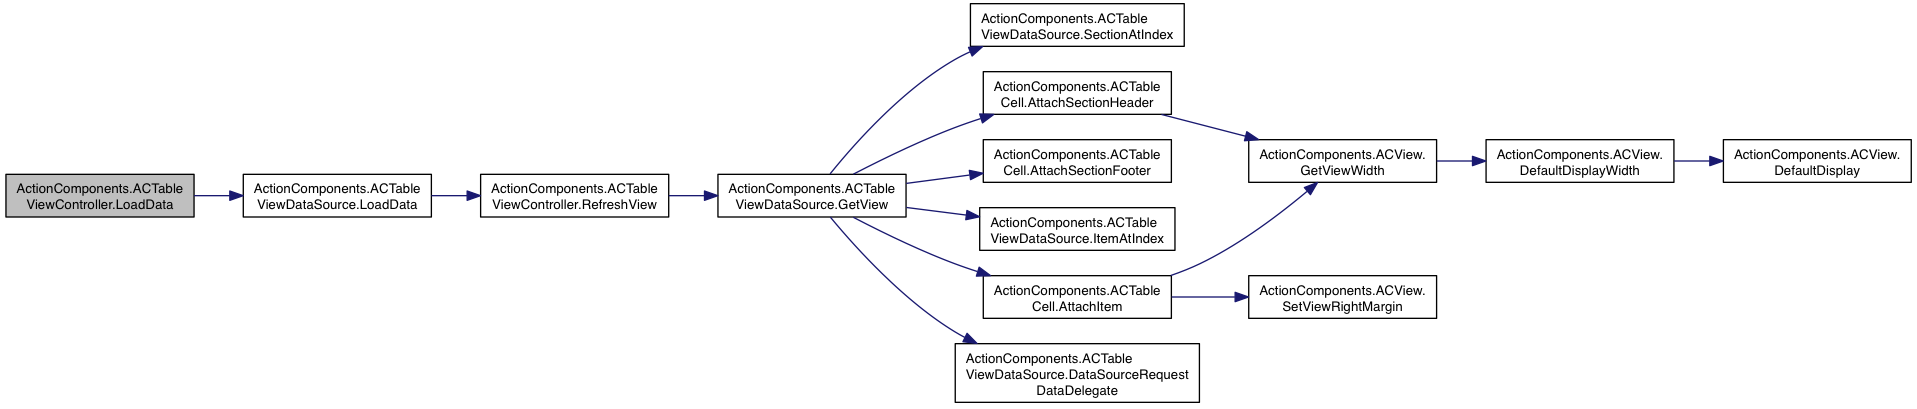 ActionComponents.ACTable
ViewController.LoadData
ActionComponents.ACTable
ViewDataSource.LoadData
ActionComponents.ACTable
ViewController.RefreshView
ActionComponents.ACTable
ViewDataSource.GetView
ActionComponents.ACTable
ViewDataSource.SectionAtIndex
ActionComponents.ACTable
Cell.AttachSectionHeader
ActionComponents.ACTable
Cell.AttachSectionFooter
ActionComponents.ACTable
ViewDataSource.ItemAtIndex
ActionComponents.ACTable
Cell.AttachItem
ActionComponents.ACTable
ViewDataSource.DataSourceRequest
DataDelegate
ActionComponents.ACView.
GetViewWidth
ActionComponents.ACView.
SetViewRightMargin
ActionComponents.ACView.
DefaultDisplayWidth
ActionComponents.ACView.
DefaultDisplay